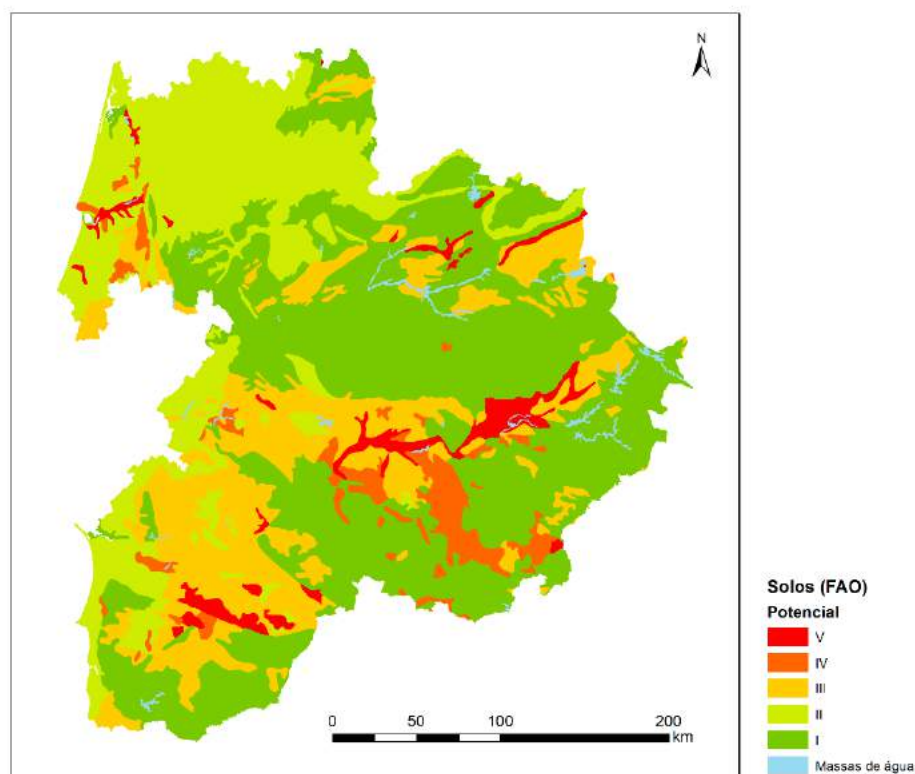 N
Solos (FAO)
Potencial
V
IV
III
II
I
Massas de água
0 50 100 200
km